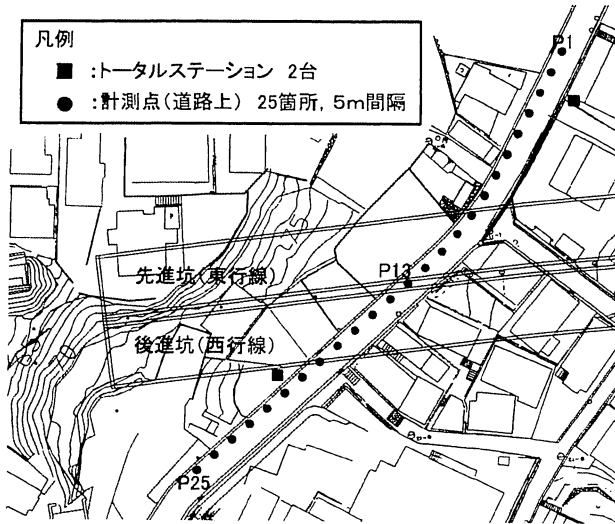 凡例
■ :トータルステーション 2台
● :計測点(道路上) 25箇所, 5m間隔
P1
P13
先進坑(東行線)
後進坑(西行線)
P25